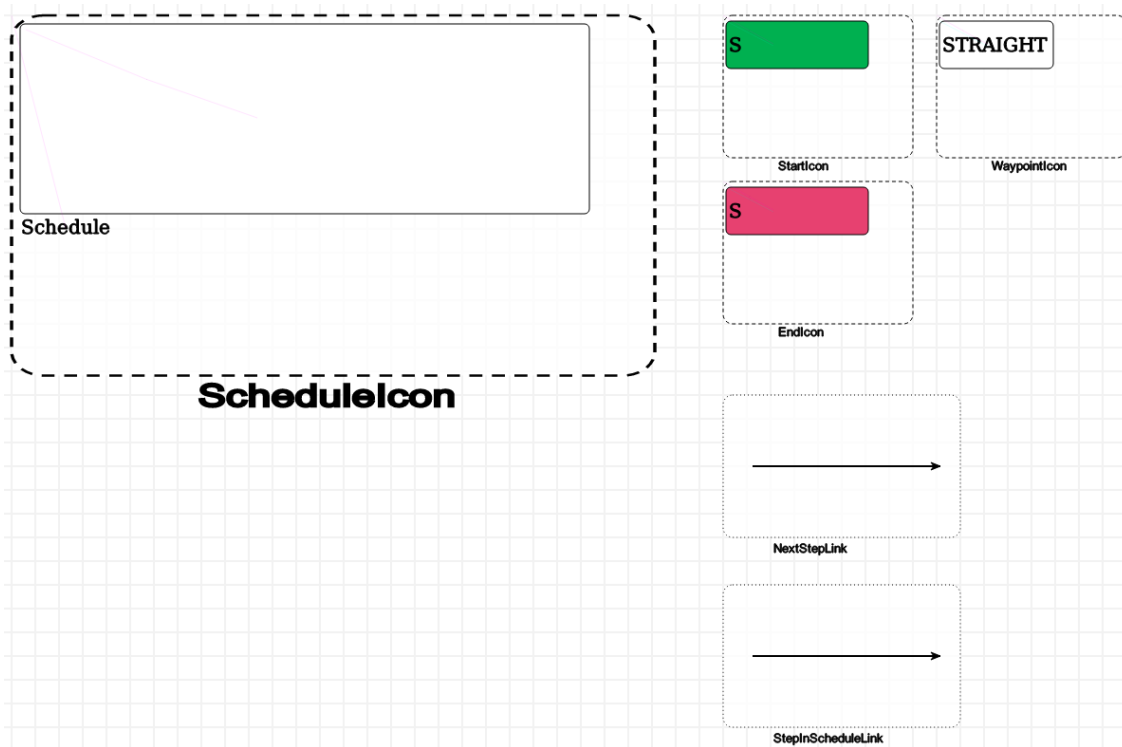 Schedule
ScheduleIcon
S
StartIcon
STRAIGHT
WaypointIcon
S
EndIcon
NextStepLink
StepInScheduleLink